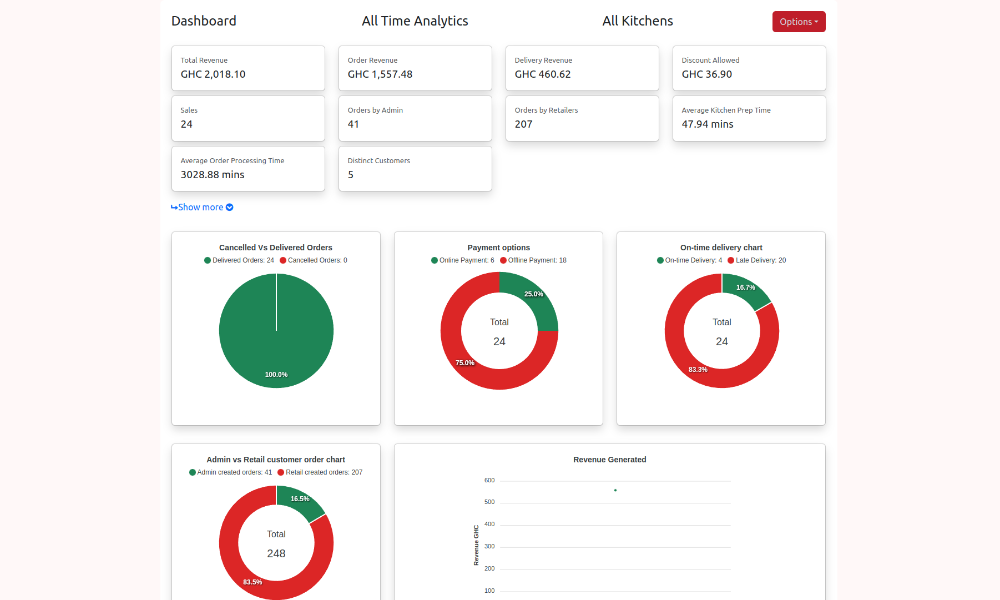 Dashboard All Time Analytics All Kitchens Options
Total Revenue Order Revenue Delivery Revenue Discount Allowed
GHC 2,018.10 GHC 1,557.48 GHC 460.62 GHC 36.90
Sales Orders by Admin Orders by Retailers Average Kitchen Prep Time
24 41 207 47.94 mins
Average Order Processing Time Distinct Customers
3028.88 mins 5
Show more
Cancelled Vs Delivered Orders
Delivered Orders: 24 Cancelled Orders: 0
100.0%
Payment options
Online Payment: 6 Offline Payment: 18
25.0%
Total
24
75.0%
On-time delivery chart
On-time Delivery: 4 Late Delivery: 20
16.7%
Total
24
83.3%
Admin vs Retail customer order chart
Admin created orders: 41 Retail created orders: 207
16.5%
Total
248
83.5%
Revenue Generated
600
500
400
300
200
100
Revenue GHC